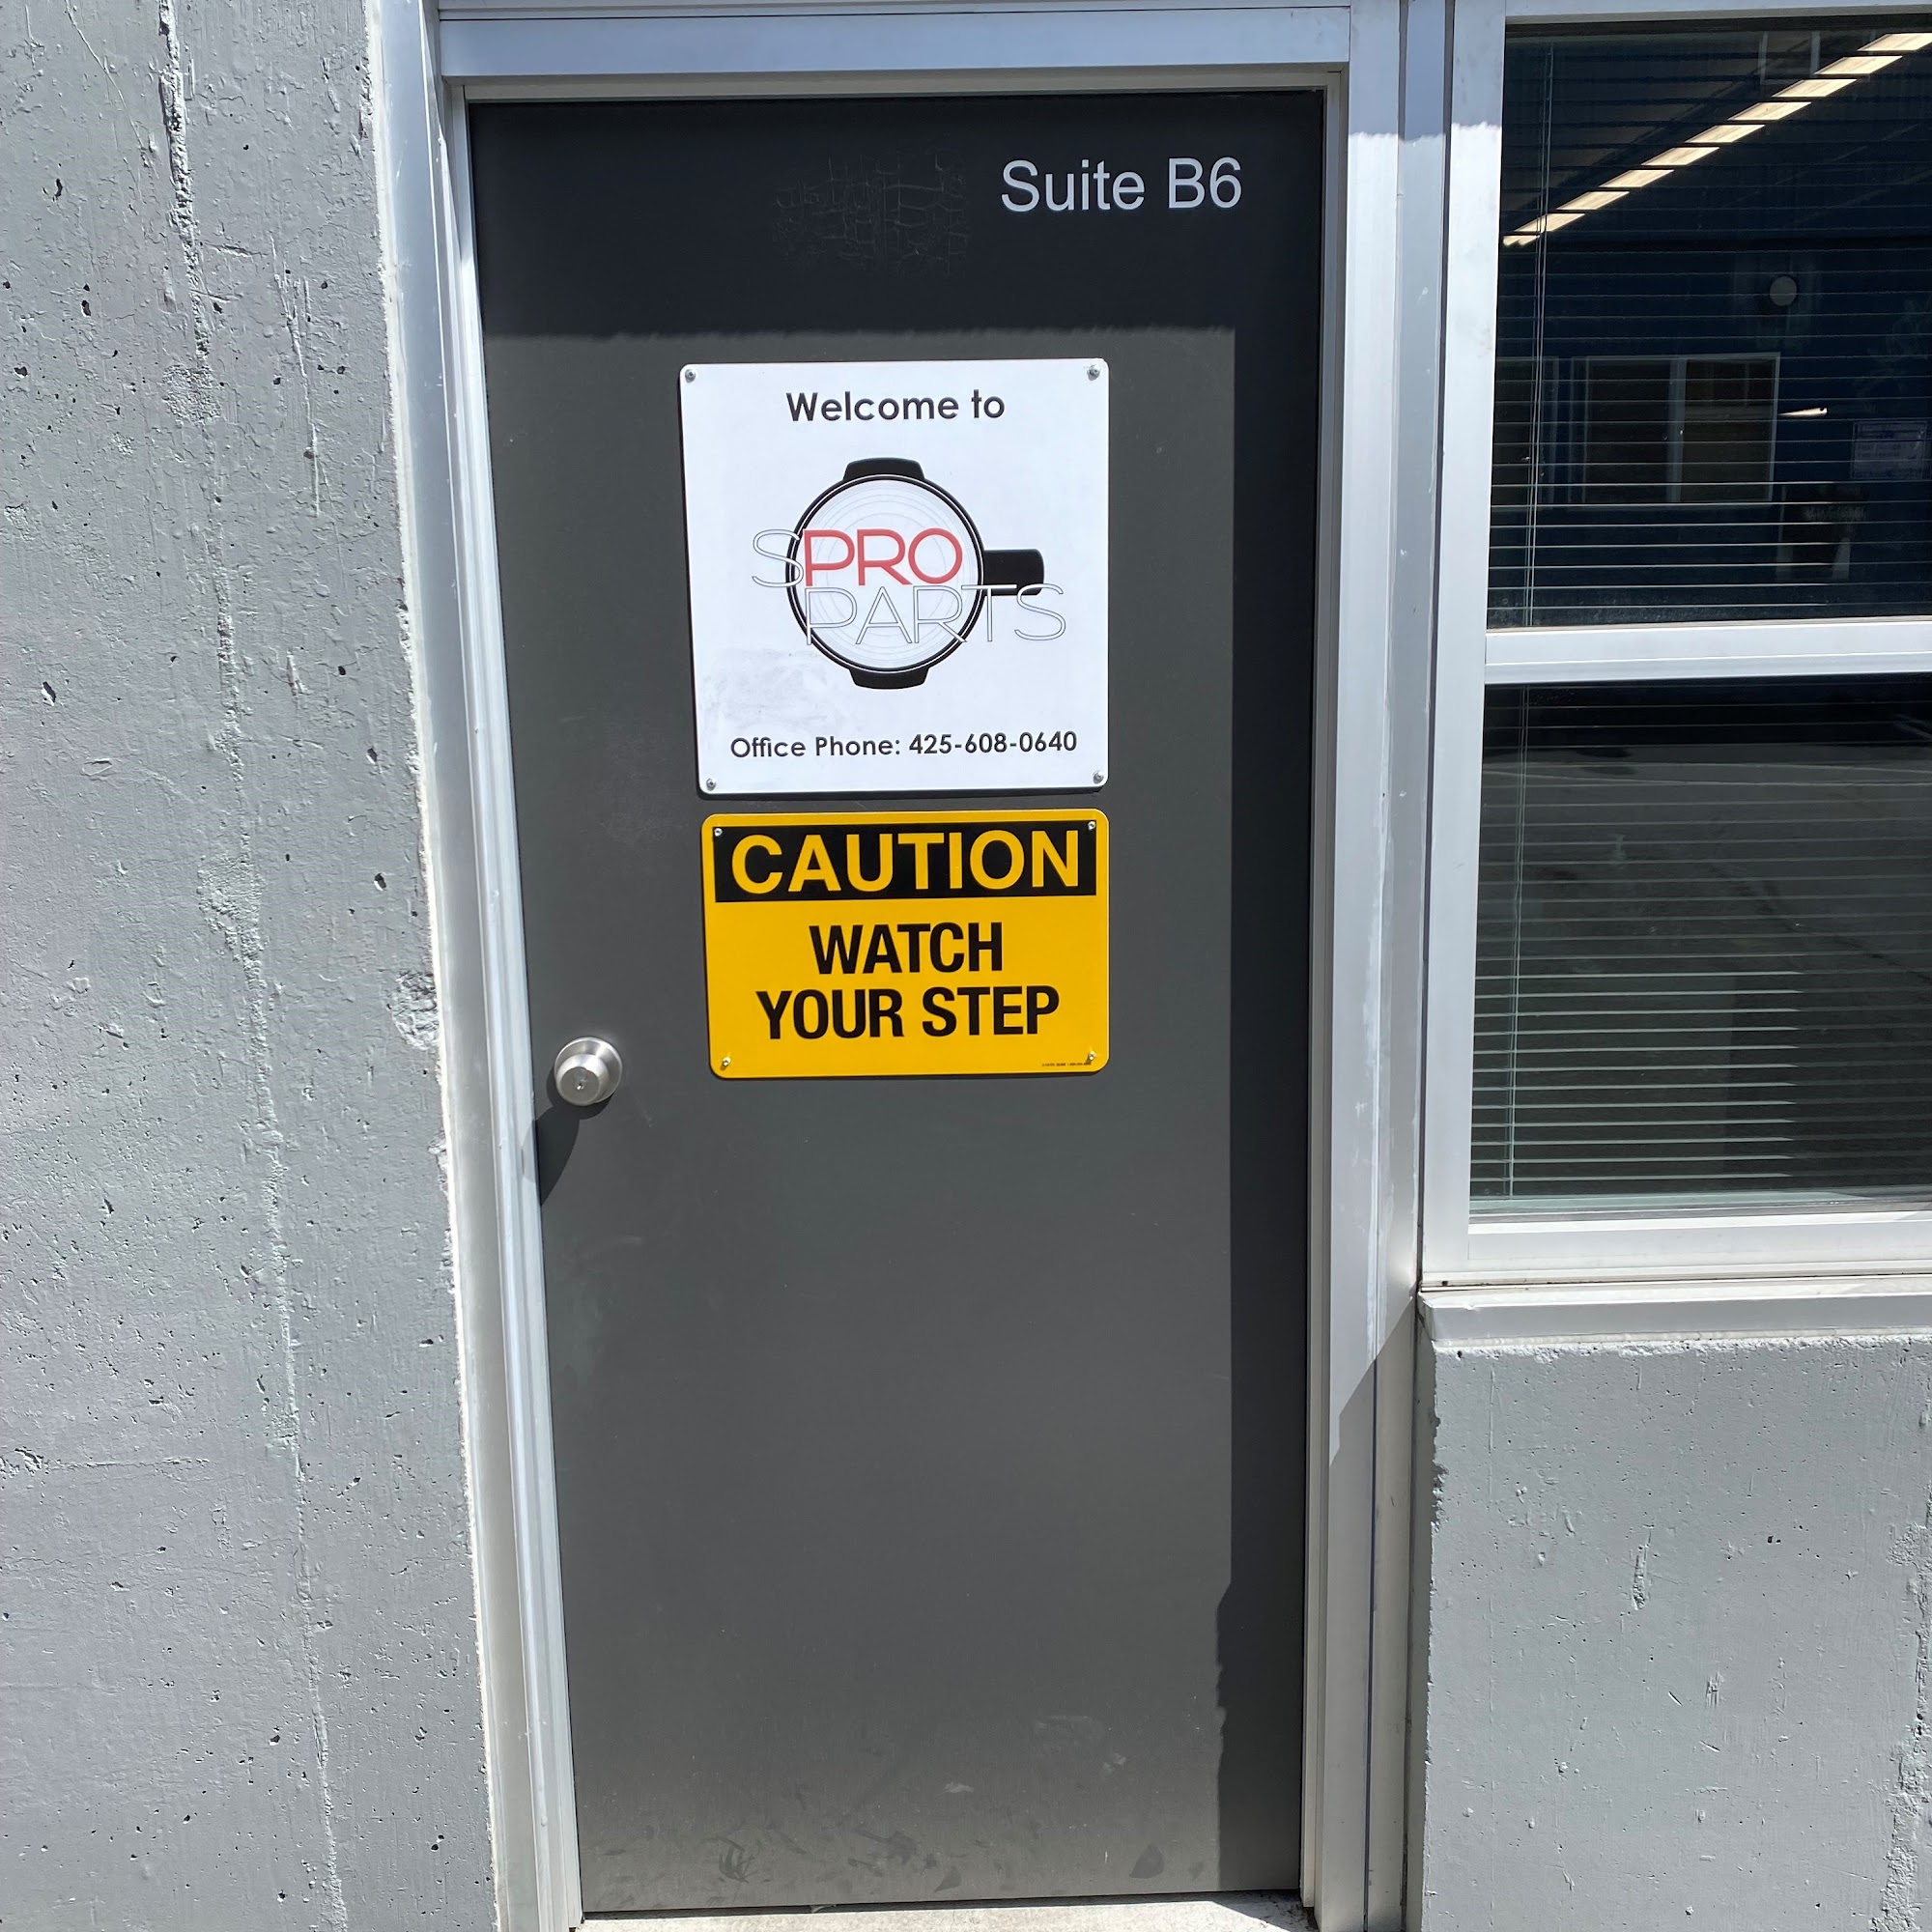 Suite B6
Welcome to
SPRO
PARTS
Office Phone: 425-608-0640
CAUTION
WATCH
YOUR STEP